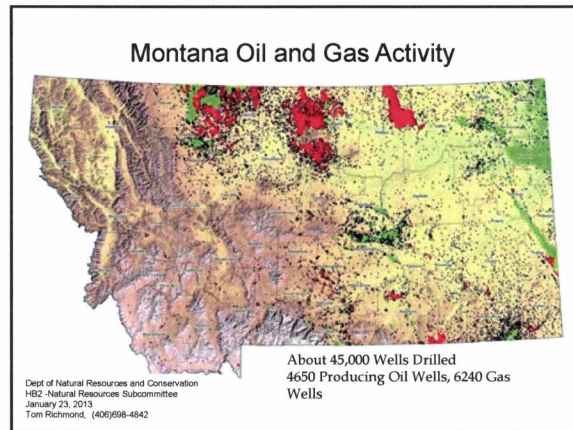 Montana Oil and Gas Activity
About 45,000 Wells Drilled
4650 Producing Oil Wells, 6240 Gas
Wells
Dept of Natural Resources and Conservation
HB2 -Natural Resources Subcommittee
January 23, 2013
Tom Richmond, (406)698-4842